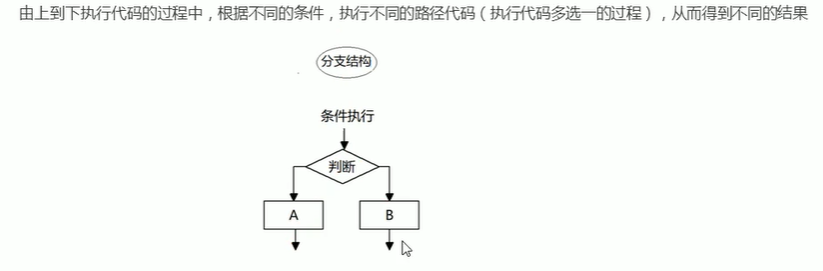 由上到下执行代码的过程中，根据不同的条件，执行不同的路径代码（执行代码多选一的过程），从而得到不同的结果
分支结构
条件执行
判断
A
B